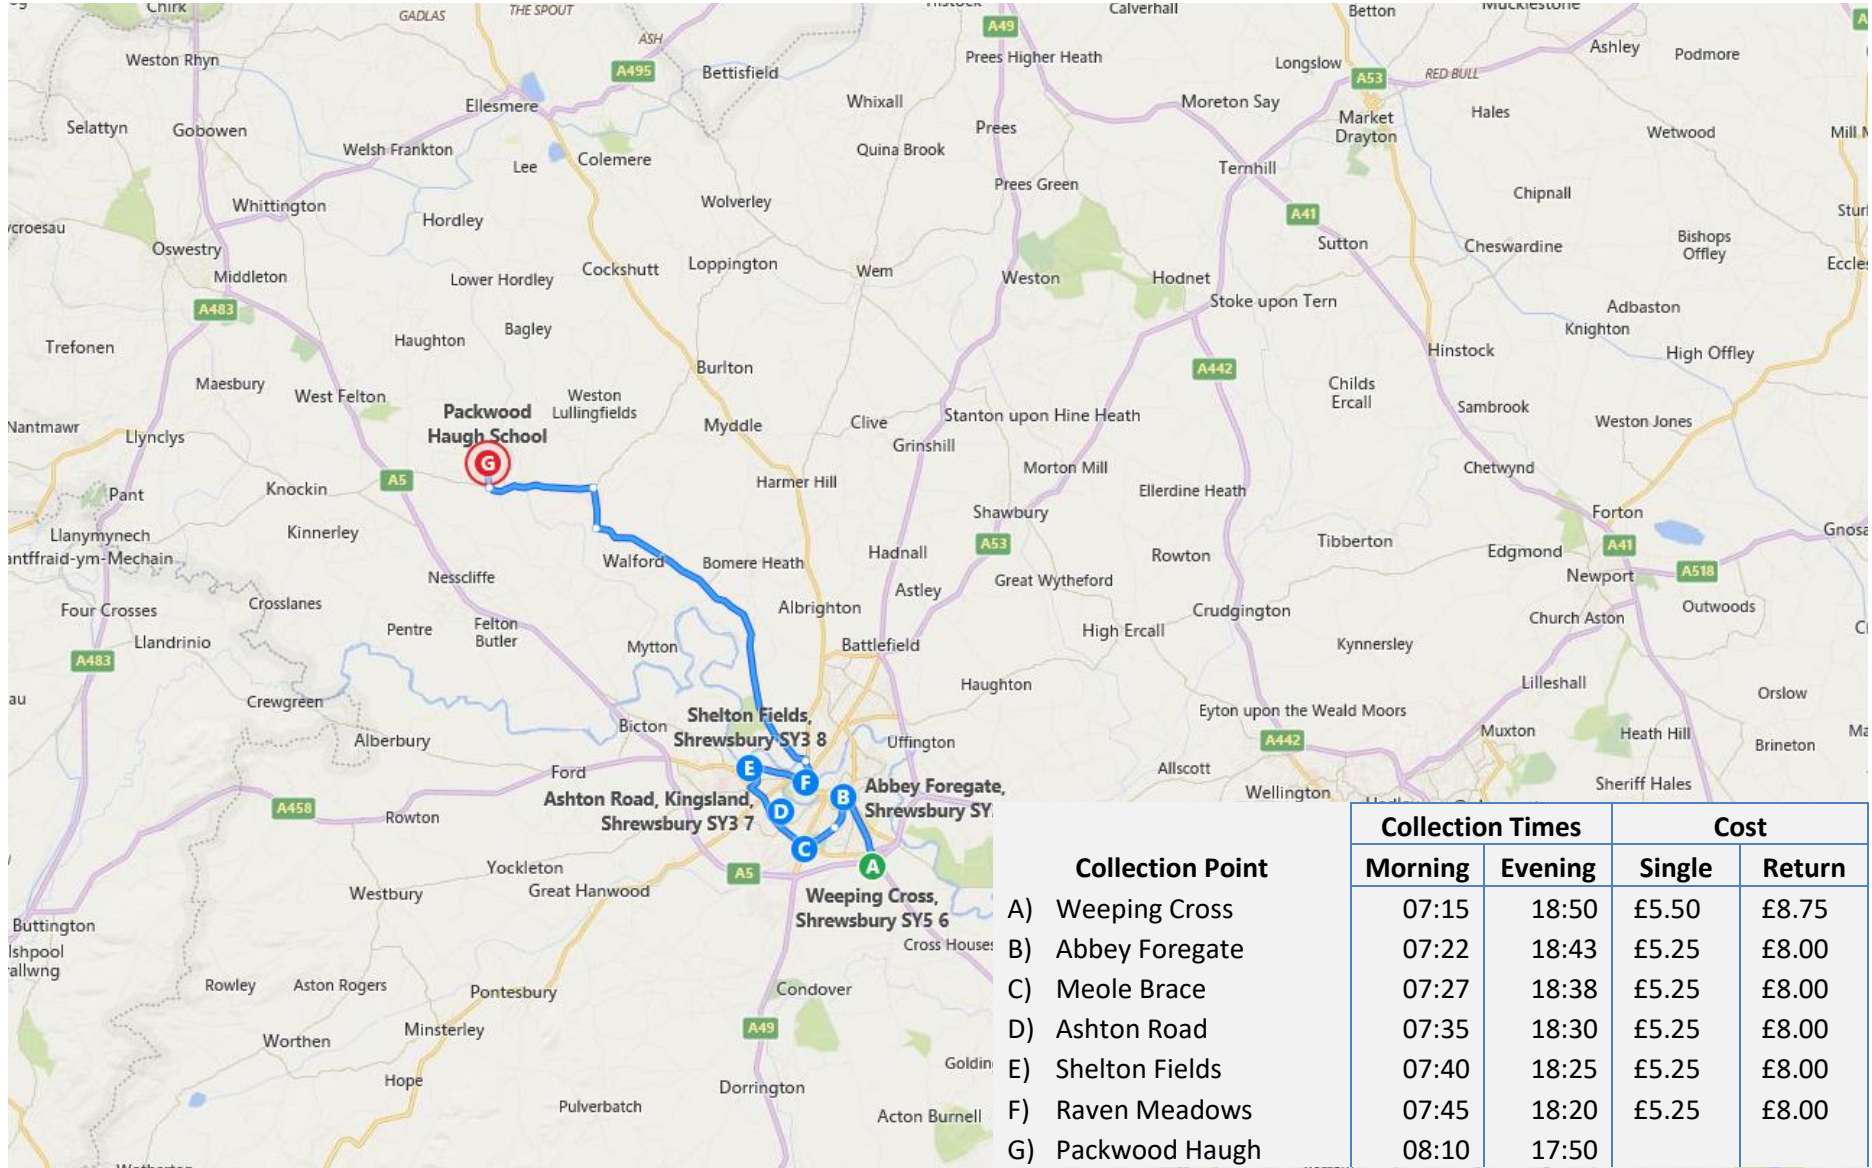 Chirk
GADLAS
THE SPOUT
A49
Calverhall
Betton
Mucklestone
ASH
Weston Rhyn
A495
Bettisfield
Prees Higher Heath
Longslow
A53
RED BULL
Ashley
Podmore
Ellesmere
Whixall
Moreton Say
Market
Drayton
Hales
Selattyn
Gobowen
Prees
Wetwood
Welsh Frankton
Lee
Colemere
Quina Brook
Ternhill
Prees Green
Chipnall
Whittington
Hordley
Wolverley
A41
Oswestry
Sutton
Cheswardine
Bishops
Offley
Middleton
Lower Hordley
Cockshutt
Loppington
Wem
Weston
Hodnet
Stoke upon Tern
A483
Adbaston
Knighton
Trefonen
Haughton
Bagley
Hinstock
High Offley
Maesbury
West Felton
Burlton
A442
Childs
Ercall
Weston
Lullingfields
Packwood
Haugh School
G
Nantmawr
Llynclys
Myddle
Clive
Stanton upon Hine Heath
Grinshill
Sambrook
Weston Jones
Pant
Knockin
A5
Harmer Hill
Morton Mill
Ellerdine Heath
Chetwynd
Llanymynech
antffraid-ym-Mechain
Kinnerley
Shawbury
A53
Forton
A41
Walford
Bomere Heath
Hadnall
Rowton
Tibberton
Edgmond
Newport
A518
Nesscliffe
Astley
Great Wytheford
Four Crosses
Crosslanes
Albrighton
Crudgington
Church Aston
Outwoods
Llandrinio
Pentre
Felton
Butler
Mytton
Battlefield
High Ercall
Kynnersley
A483
Crewgreen
Haughton
Lilleshall
Orslow
Bicton
Shelton Fields,
Shrewsbury SY3 8
Eyton upon the Weald Moors
Alberbury
Uffington
A442
Muxton
Heath Hill
Brineton
Ford
E
F
B
Allscott
Wellington
Sheriff Hales
A458
Rowton
Ashton Road, Kingsland,
Shrewsbury SY3 7
D
C
Abbey Foregate,
Shrewsbury SY
Yockleton
Great Hanwood
Westbury
A5
A
Weeping Cross,
Shrewsbury SY5 6
Buttington
Cross Houses
Rowley
Aston Rogers
Pontesbury
Condover
Minsterley
Worthen
A49
Hope
Dorrington
Pulverbatch
Acton Burnell
Collection Times Cost
Collection Point Morning Evening Single Return
A) Weeping Cross 07:15 18:50 £5.50 £8.75
B) Abbey Foregate 07:22 18:43 £5.25 £8.00
C) Meole Brace 07:27 18:38 £5.25 £8.00
D) Ashton Road 07:35 18:30 £5.25 £8.00
E) Shelton Fields 07:40 18:25 £5.25 £8.00
F) Raven Meadows 07:45 18:20 £5.25 £8.00
G) Packwood Haugh 08:10 17:50